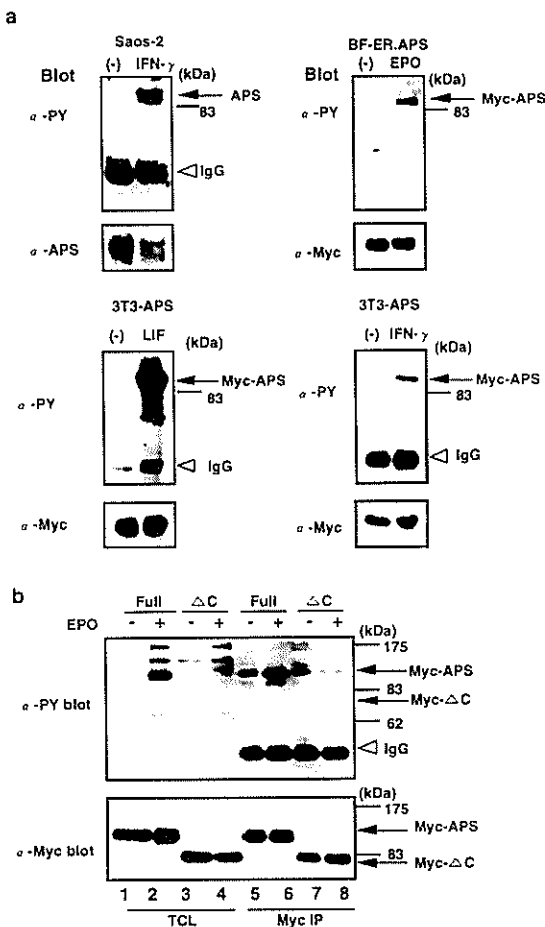 a
Saos-2
(-) IFN-γ (kDa)
Blot
α-PY
APS
83
IgG
α-APS
BF-ER.APS
(-) EPO (kDa)
Blot
α-PY
Myc-APS
83
α-Myc
3T3-APS
(-) LIF (kDa)
α-PY
Myc-APS
83
IgG
α-Myc
3T3-APS
(kDa)
(-) IFN-γ
α-PY
Myc-APS
83
IgG
α-Myc
b
Full △C Full △C
EPO - + - + - + - + (kDa)
175
α-PY blot
Myc-APS
83
Myc-△C
62
IgG
(kDa)
175
α-Myc blot
Myc-APS
83
Myc-△C
1 2 3 4 5 6 7 8
TCL Myc IP